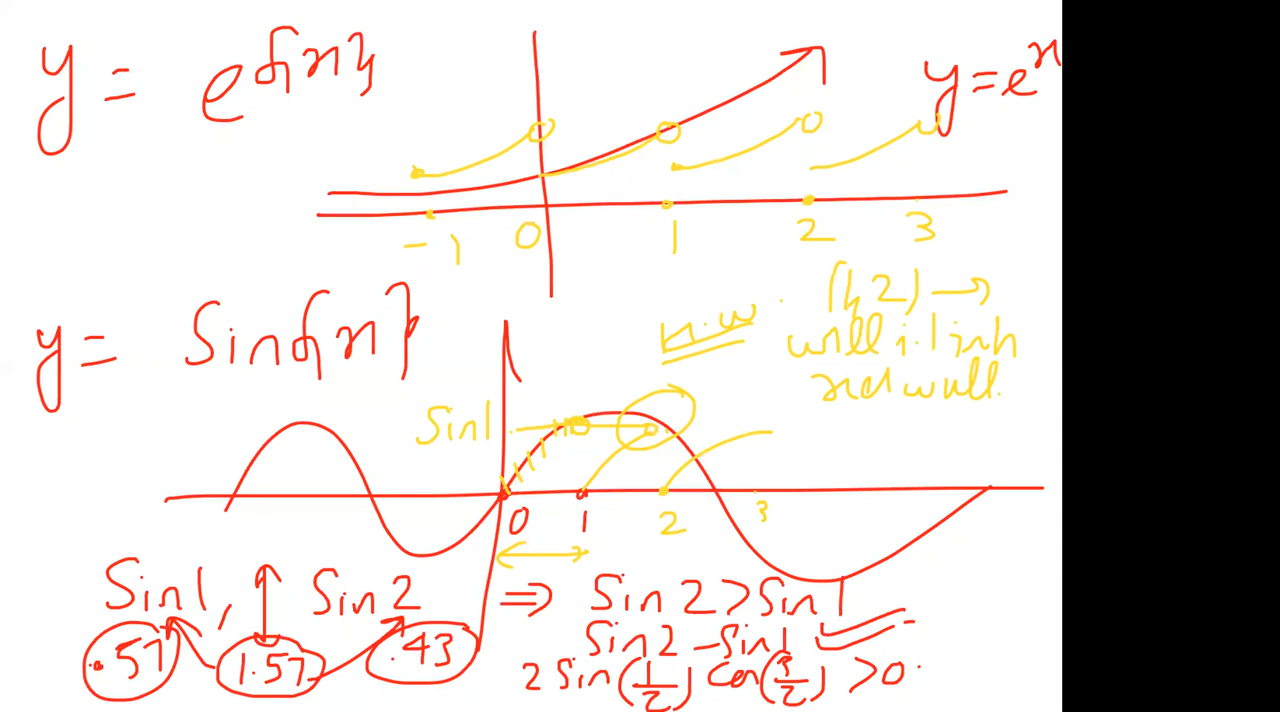 y = e^{x}
y = e^x
-1 0 1 2 3
H.W. (1,2) →
y = Sin{x}
will
Sin1
0 1 2 3
Sin1, Sin2 ⇒ Sin2 > Sin1
.57 1.57 .43 Sin2 - Sin1
2 Sin(1/2) Cos(3/2) > 0.